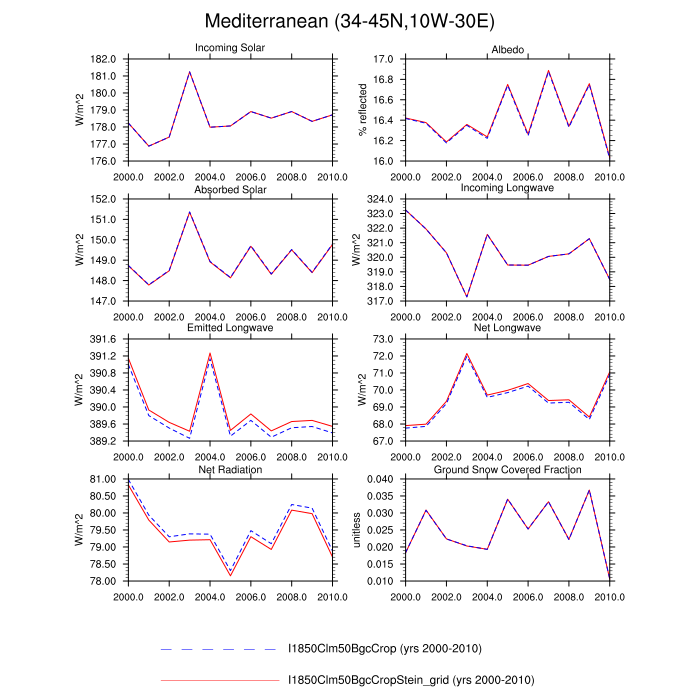 Mediterranean (34-45N,10W-30E)
Incoming Solar
W/m^2
182.0
181.0
180.0
179.0
178.0
177.0
176.0
2000.0 2002.0 2004.0 2006.0 2008.0 2010.0
Albedo
% reflected
17.0
16.8
16.6
16.4
16.2
16.0
2000.0 2002.0 2004.0 2006.0 2008.0 2010.0
Absorbed Solar
W/m^2
152.0
151.0
150.0
149.0
148.0
147.0
2000.0 2002.0 2004.0 2006.0 2008.0 2010.0
Incoming Longwave
W/m^2
324.0
323.0
322.0
321.0
320.0
319.0
318.0
317.0
2000.0 2002.0 2004.0 2006.0 2008.0 2010.0
Emitted Longwave
W/m^2
391.6
391.2
390.8
390.4
390.0
389.6
389.2
2000.0 2002.0 2004.0 2006.0 2008.0 2010.0
Net Longwave
W/m^2
73.0
72.0
71.0
70.0
69.0
68.0
67.0
2000.0 2002.0 2004.0 2006.0 2008.0 2010.0
Net Radiation
W/m^2
81.00
80.50
80.00
79.50
79.00
78.50
78.00
2000.0 2002.0 2004.0 2006.0 2008.0 2010.0
Ground Snow Covered Fraction
unitless
0.040
0.035
0.030
0.025
0.020
0.015
0.010
2000.0 2002.0 2004.0 2006.0 2008.0 2010.0
I1850Clm50BgcCrop (yrs 2000-2010)
I1850Clm50BgcCropStein_grid (yrs 2000-2010)